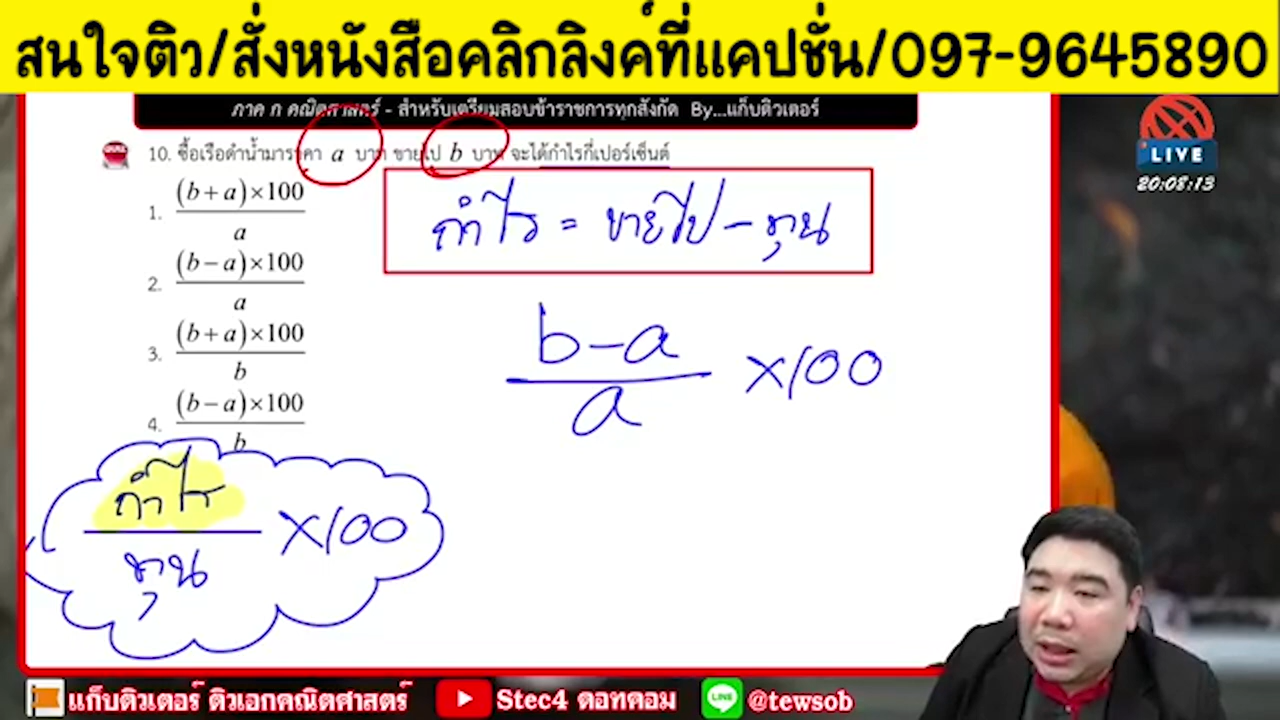 สนใจติว/สั่งหนังสือคลิกลิงค์ที่แคปชั่น/097-9645890
ภาค ก คณิตศาสตร์ - สำหรับเตรียมสอบข้าราชการทุกสังกัด By...แก็บติวเตอร์
LIVE
20:08:13
10. ซื้อเรือดำน้ำมาราคา a บาท ขายไป b บาท จะได้กำไรกี่เปอร์เซ็นต์
1. (b+a)×100
a
2. (b−a)×100
a
3. (b+a)×100
b
4. (b−a)×100
b
กำไร = ขายไป − ทุน
b−a
a
×100
กำไร
ทุน
×100
แก็บติวเตอร์ ติวเอกคณิตศาสตร์
Stec4 ดอทคอม
LINE
@tewsob